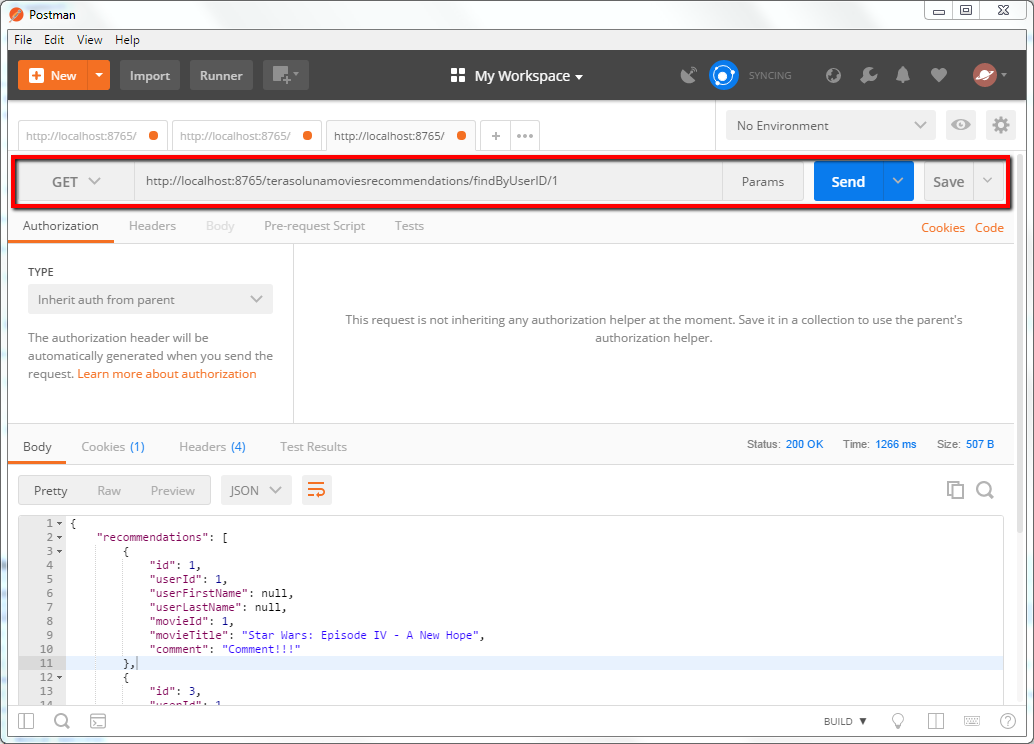 Postman
File Edit View Help
New Import Runner My Workspace SYNCING
http://localhost:8765/ http://localhost:8765/ http://localhost:8765/ + ••• No Environment
GET http://localhost:8765/terasolunamoviesrecommendations/findByUserID/1 Params Send Save
Authorization Headers Body Pre-request Script Tests Cookies Code
TYPE
Inherit auth from parent
The authorization header will be
automatically generated when you send the
request. Learn more about authorization
This request is not inheriting any authorization helper at the moment. Save it in a collection to use the parent's
authorization helper.
Body Cookies (1) Headers (4) Test Results Status: 200 OK Time: 1266 ms Size: 507 B
Pretty Raw Preview JSON
1 {
2 "recommendations": [
3 {
4 "id": 1,
5 "userId": 1,
6 "userFirstName": null,
7 "userLastName": null,
8 "movieId": 1,
9 "movieTitle": "Star Wars: Episode IV - A New Hope",
10 "comment": "Comment!!!"
11 },
12 {
13 "id": 3,
14 "userId": 1
BUILD